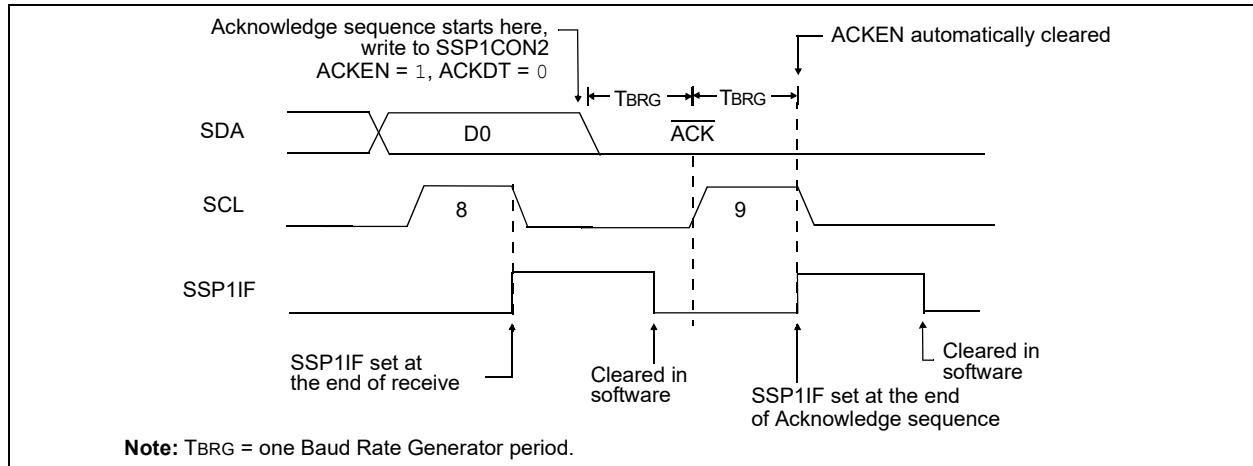 Acknowledge sequence starts here,
write to SSP1CON2
ACKEN = 1, ACKDT = 0
ACKEN automatically cleared
TBRG
TBRG
SDA
D0
ACK
SCL
8
9
SSP1IF
SSP1IF set at
the end of receive
Cleared in
software
SSP1IF set at the end
of Acknowledge sequence
Cleared in
software
Note: TBRG = one Baud Rate Generator period.